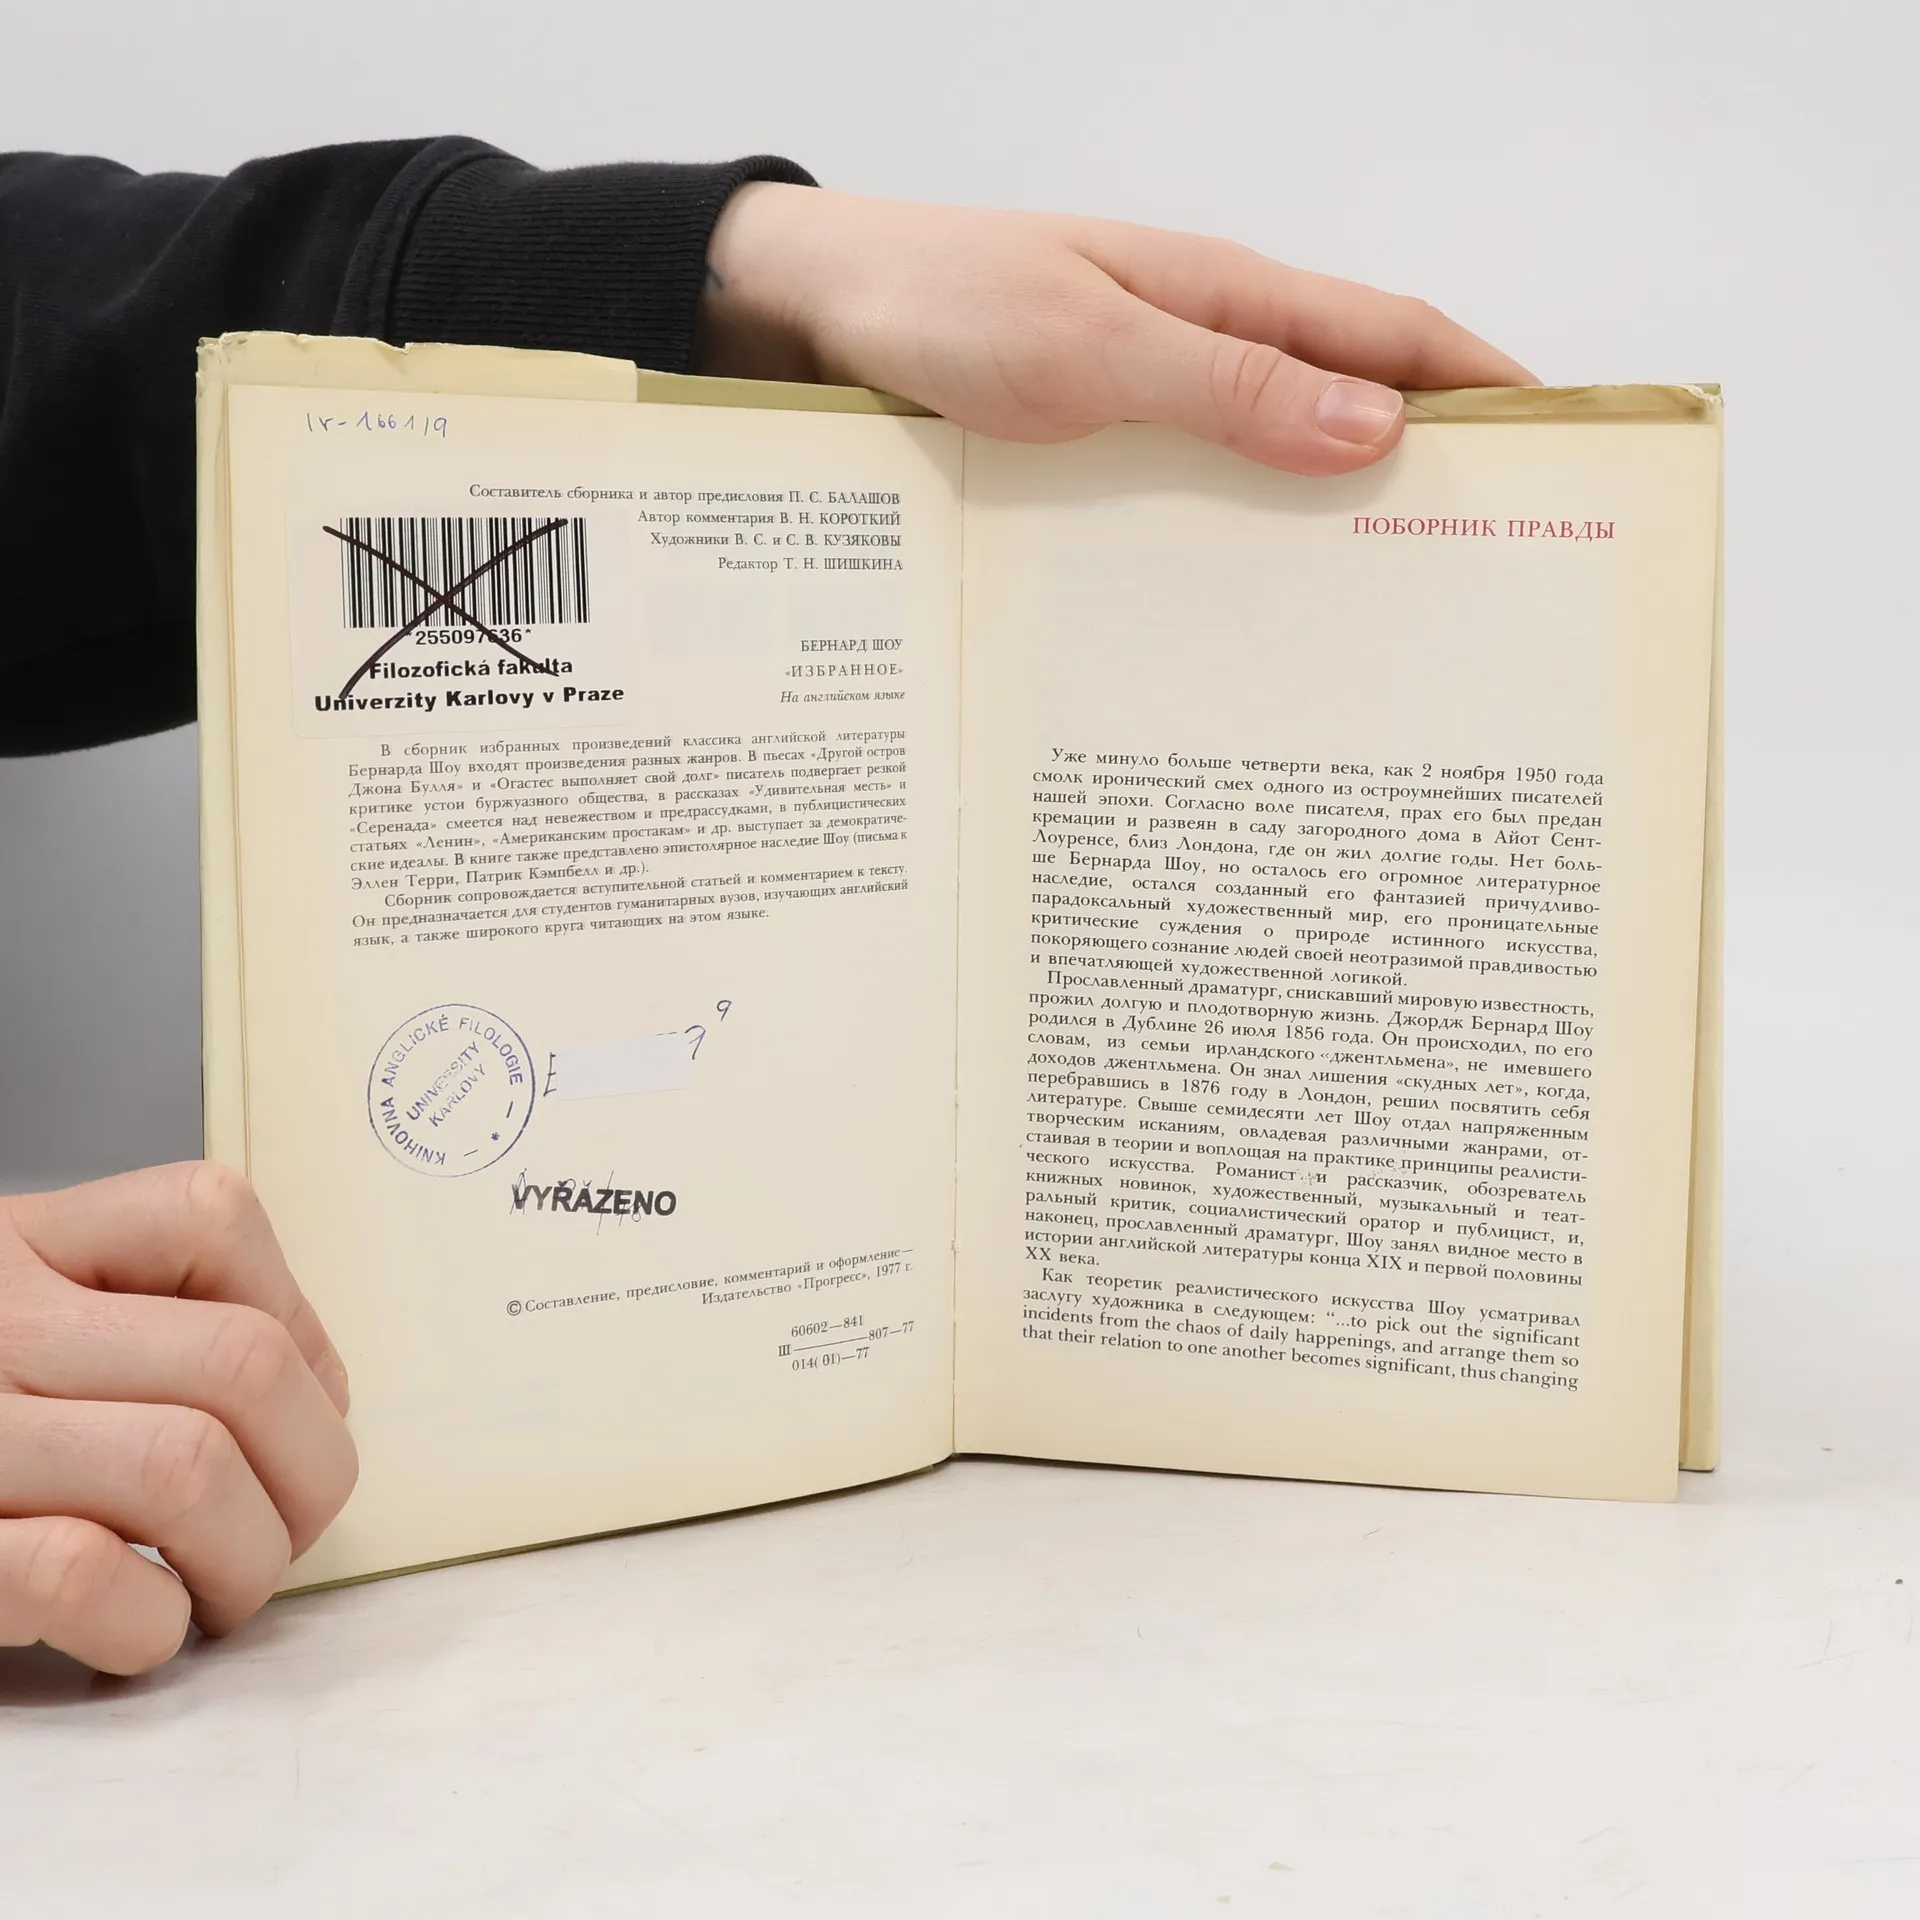 Ir-1661/9
Составитель сборника и автор предисловия П. С. БАЛАШОВ
Автор комментария В. Н. КОРОТКИЙ
Художники В. С. и С. В. КУЗЯКОВЫ
Редактор Т. Н. ШИШКИНА
*255097636*
Filozofická fakulta
Univerzity Karlovy v Praze
БЕРНАРД ШОУ
«ИЗБРАННОЕ»
На английском языке
В сборник избранных произведений классика английской литературы
Бернарда Шоу входят произведения разных жанров. В пьесах «Другой остров
Джона Булля» и «Огастес выполняет свой долг» писатель подвергает резкой
критике устои буржуазного общества, в рассказах «Удивительная месть» и
«Серенада» смеется над невежеством и предрассудками, в публицистических
статьях «Ленин», «Американским простакам» и др. выступает за демократиче-
ские идеалы. В книге также представлено эпистолярное наследие Шоу (письма к
Эллен Терри, Патрик Кэмпбелл и др.).
Сборник сопровождается вступительной статьей и комментарием к тексту.
Он предназначается для студентов гуманитарных вузов, изучающих английский
язык, а также широкого круга читающих на этом языке.
KNIHOVNA ANGLICKÉ FILOLOGIE
UNIVERSITY
KARLOVY
9
VYŘAZENO
© Составление, предисловие, комментарий и оформление—
Издательство «Прогресс», 1977 г.
60602—841
Ш———807—77
014(01)—77
ПОБОРНИК ПРАВДЫ
Уже минуло больше четверти века, как 2 ноября 1950 года
смолк иронический смех одного из остроумнейших писателей
нашей эпохи. Согласно воле писателя, прах его был предан
кремации и развеян в саду загородного дома в Айот Сент-
Лоуренсе, близ Лондона, где он жил долгие годы. Нет боль-
ше Бернарда Шоу, но осталось его огромное литературное
наследие, остался созданный его фантазией причудливо-
парадоксальный художественный мир, его проницательные
критические суждения о природе истинного искусства,
покоряющего сознание людей своей неотразимой правдивостью
и впечатляющей художественной логикой.
Прославленный драматург, снискавший мировую известность,
прожил долгую и плодотворную жизнь. Джордж Бернард Шоу
родился в Дублине 26 июля 1856 года. Он происходил, по его
словам, из семьи ирландского «джентльмена», не имевшего
доходов джентльмена. Он знал лишения «скудных лет», когда,
перебравшись в 1876 году в Лондон, решил посвятить себя
литературе. Свыше семидесяти лет Шоу отдал напряженным
творческим исканиям, овладевая различными жанрами, от-
стаивая в теории и воплощая на практике принципы реалисти-
ческого искусства. Романист и рассказчик, обозреватель
книжных новинок, художественный, музыкальный и теат-
ральный критик, социалистический оратор и публицист, и,
наконец, прославленный драматург, Шоу занял видное место в
истории английской литературы конца XIX и первой половины
XX века.
Как теоретик реалистического искусства Шоу усматривал
заслугу художника в следующем: “...to pick out the significant
incidents from the chaos of daily happenings, and arrange them so
that their relation to one another becomes significant, thus changing